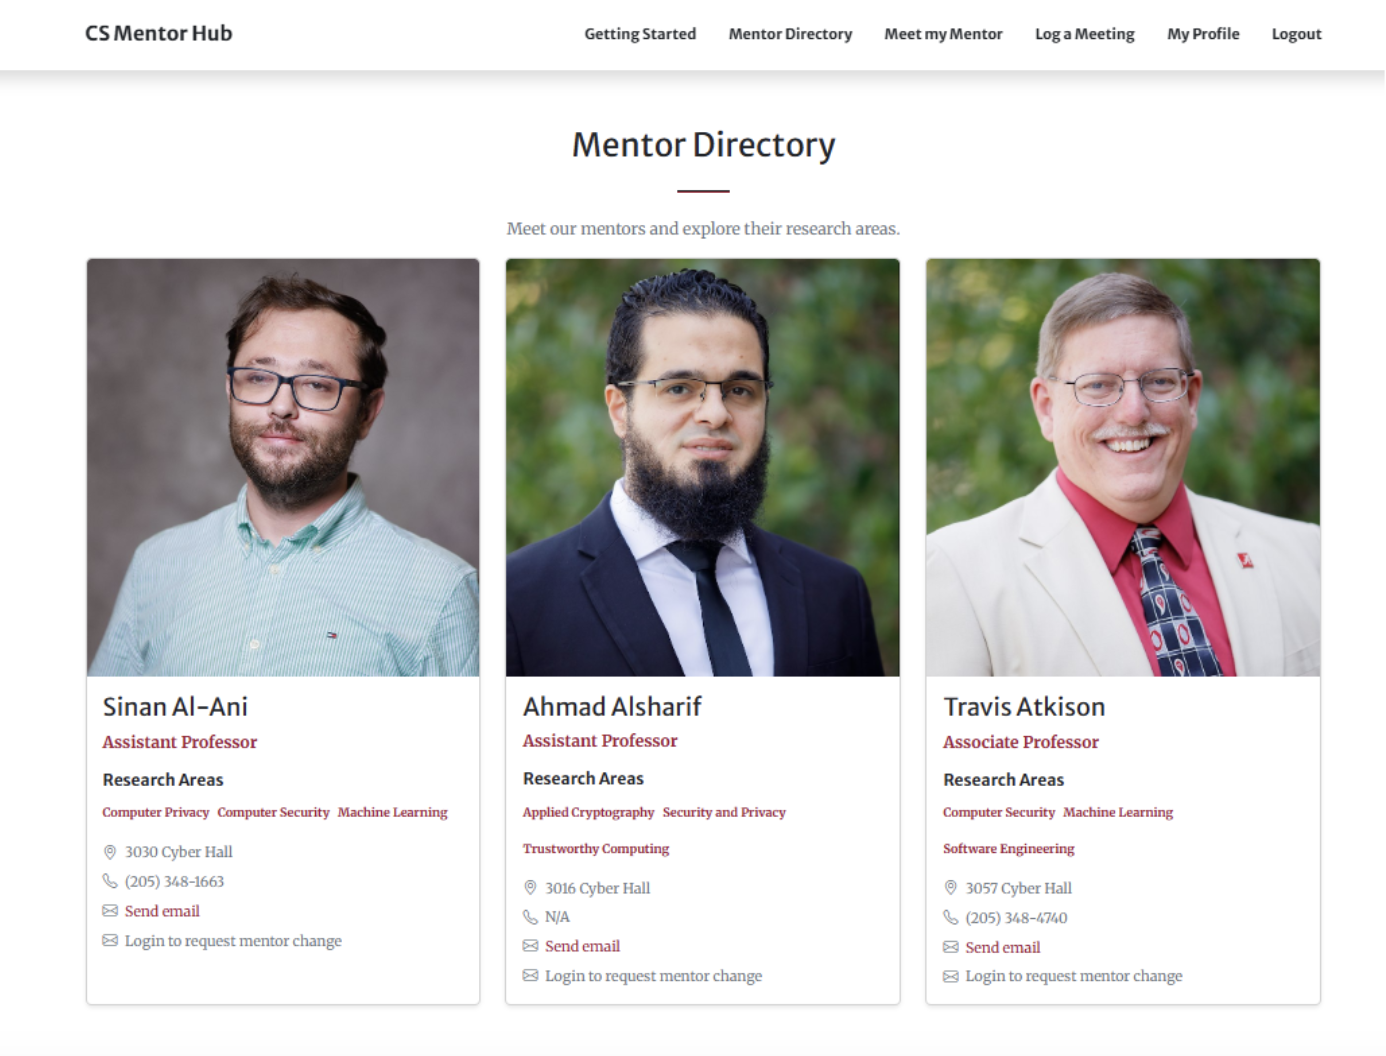 CS Mentor Hub
Getting Started Mentor Directory Meet my Mentor Log a Meeting My Profile Logout
Mentor Directory
Meet our mentors and explore their research areas.
Sinan Al-Ani
Assistant Professor
Research Areas
Computer Privacy Computer Security Machine Learning
3030 Cyber Hall
(205) 348-1663
Send email
Login to request mentor change
Ahmad Alsharif
Assistant Professor
Research Areas
Applied Cryptography Security and Privacy
Trustworthy Computing
3016 Cyber Hall
N/A
Send email
Login to request mentor change
Travis Atkison
Associate Professor
Research Areas
Computer Security Machine Learning
Software Engineering
3057 Cyber Hall
(205) 348-4740
Send email
Login to request mentor change